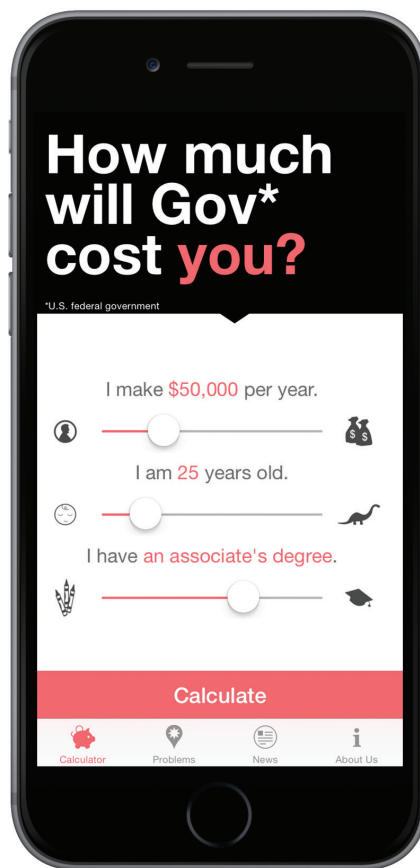 How much
will Gov*
cost you?
*U.S. federal government
I make $50,000 per year.
$ $
I am 25 years old.
I have an associate's degree.
Calculate
Calculator
Problems
News
About Us